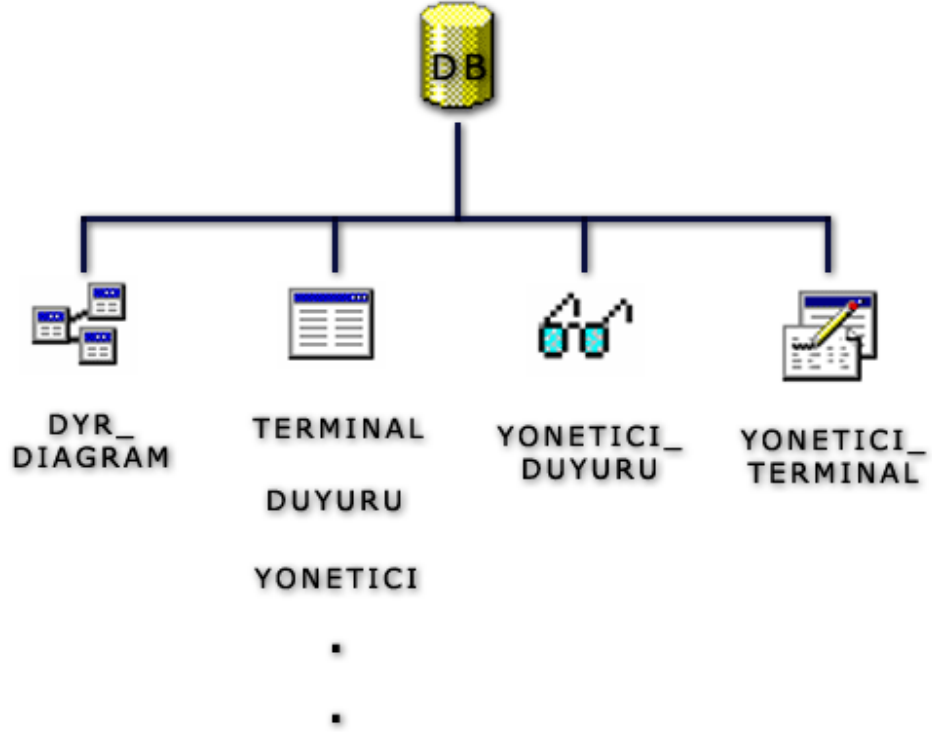 DB
DYR_
DIAGRAM
TERMINAL
DUYURU
YONETICI
.
.
YONETICI_
DUYURU
YONETICI_
TERMINAL